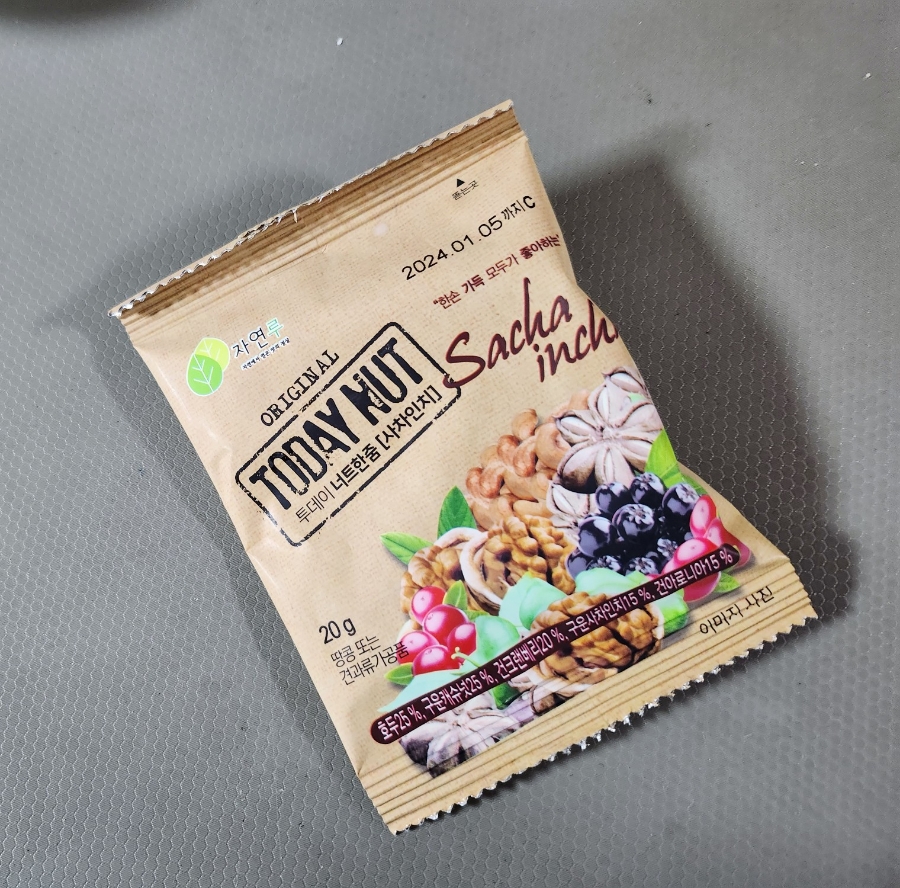 ▲
뜯는곳
2024.01.05까지C
"한손 가득 모두가 좋아하는
Sacha
inch
자연류
ORIGINAL
TODAY NUT
투데이 너트한줌 [사차인치]
20g
땅콩 또는
견과류가공품
호두25 %, 구운캐슈넛25 %, 건크랜베리20 %, 구운사차인치15 %, 건아로니아15 %
이미지 사진